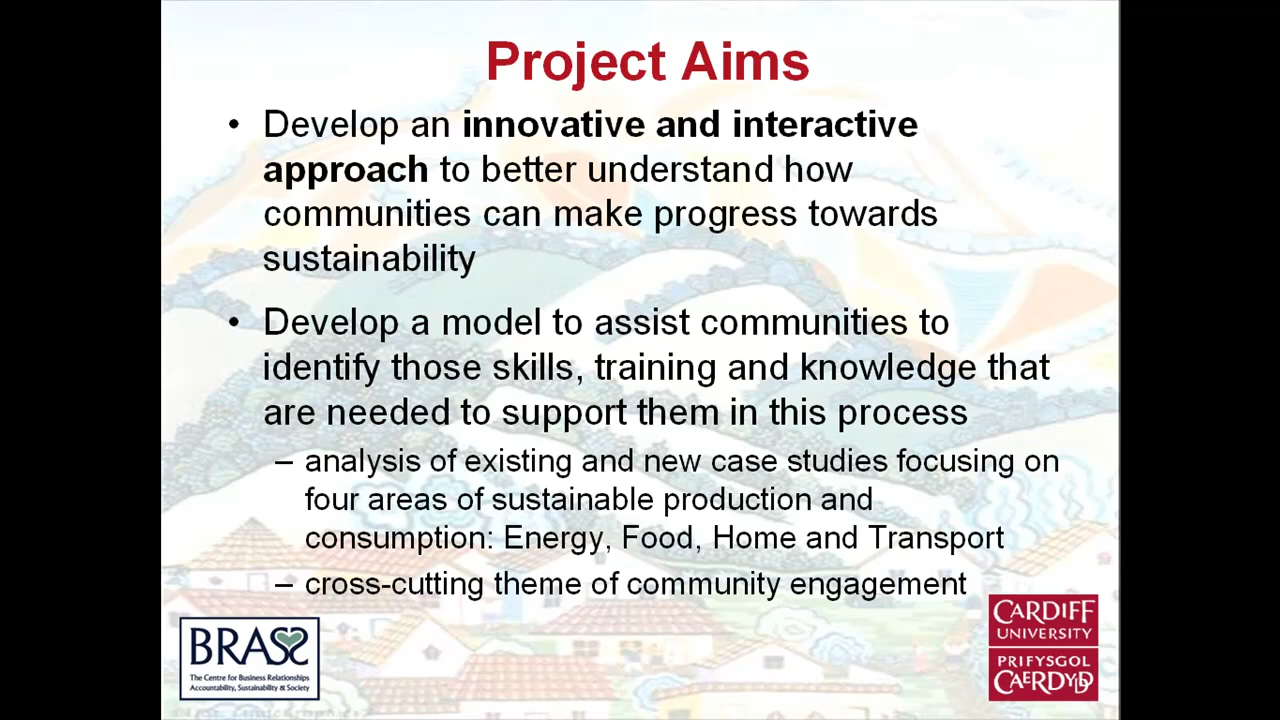 Project Aims
• Develop an innovative and interactive
approach to better understand how
communities can make progress towards
sustainability
• Develop a model to assist communities to
identify those skills, training and knowledge that
are needed to support them in this process
– analysis of existing and new case studies focusing on
four areas of sustainable production and
consumption: Energy, Food, Home and Transport
– cross-cutting theme of community engagement
BRASS
The Centre for Business Relationships
Accountability, Sustainability & Society
CARDIFF
UNIVERSITY
PRIFYSGOL
CAERDYDD